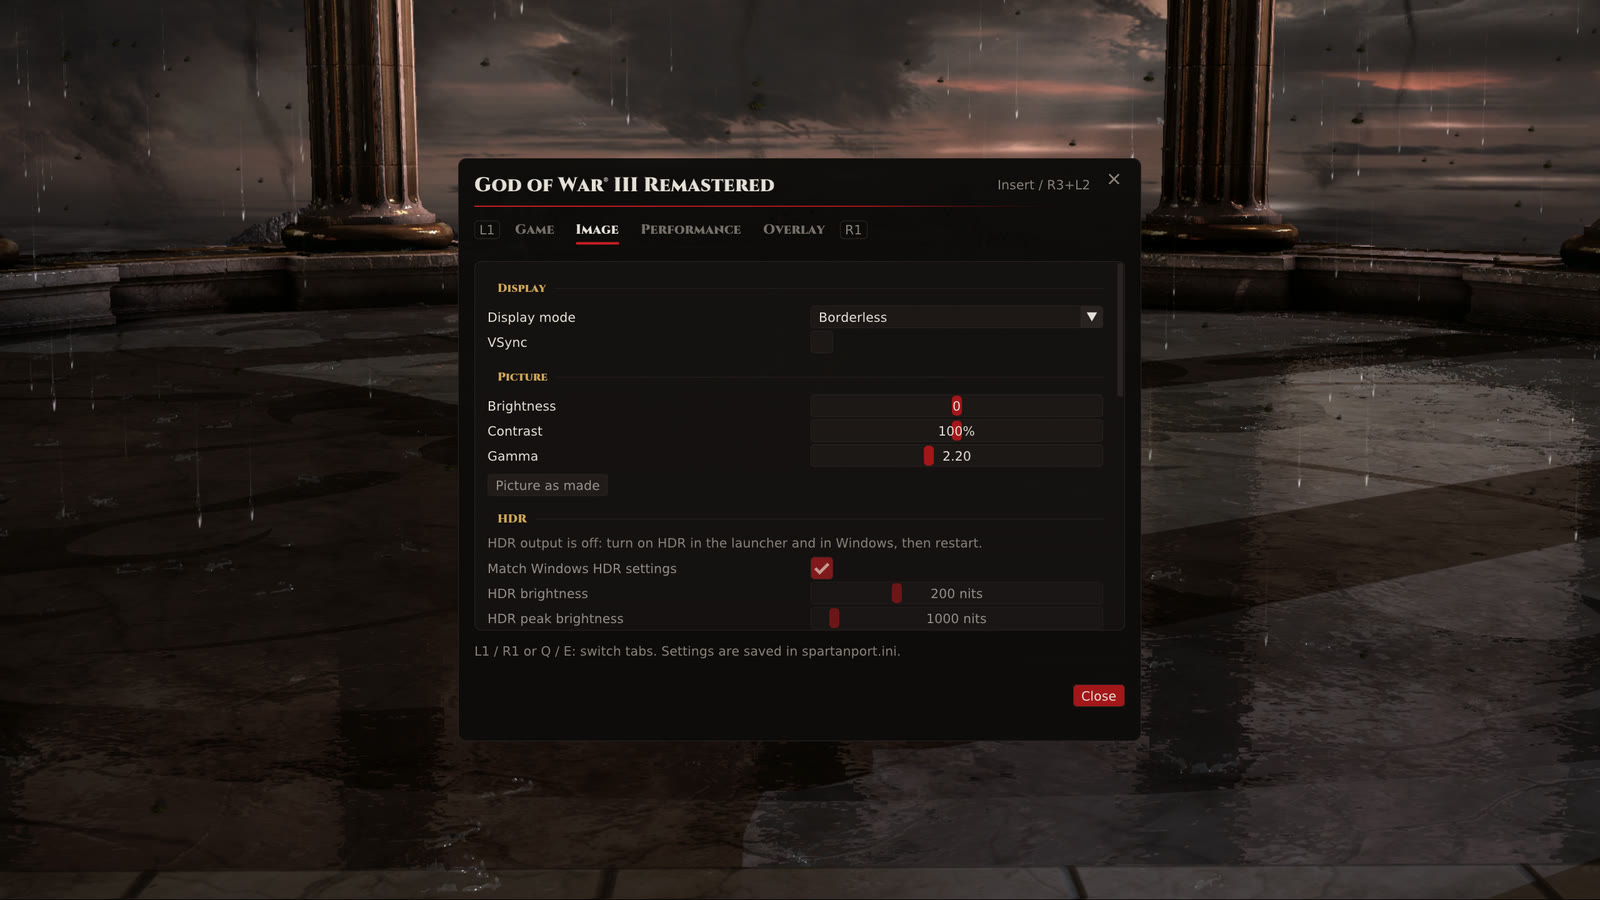 God of War® III Remastered
Insert / R3+L2
L1 Game Image Performance Overlay R1
Display
Display mode Borderless
VSync
Picture
Brightness 0
Contrast 100%
Gamma 2.20
Picture as made
HDR
HDR output is off: turn on HDR in the launcher and in Windows, then restart.
Match Windows HDR settings
HDR brightness 200 nits
HDR peak brightness 1000 nits
L1 / R1 or Q / E: switch tabs. Settings are saved in spartanport.ini.
Close